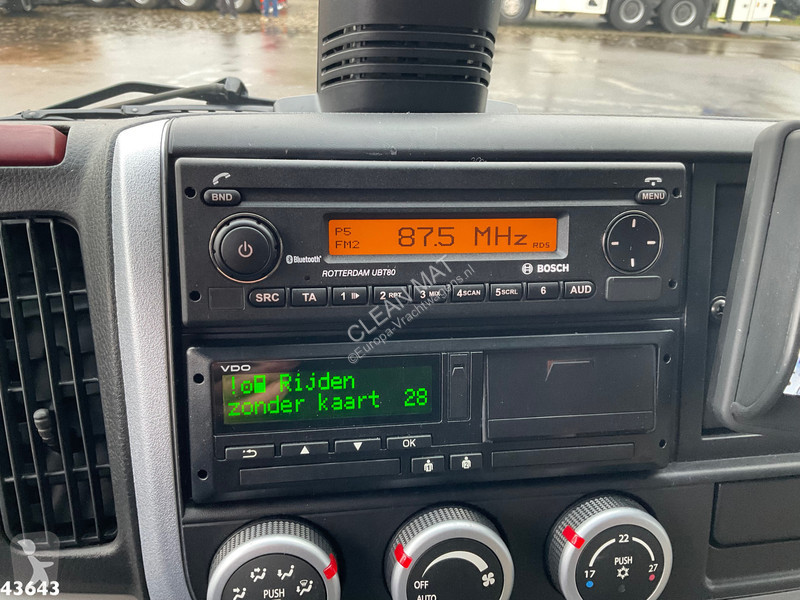 BND
MENU
P5
FM2
87.5 MHz
RDS
Bluetooth
ROTTERDAM UBT80
BOSCH
SRC TA 1 2 RPT 3 MIX 4 SCAN 5 SCRL 6 AUD
CLEAN MAT
©Europa-Vrachtwagens.nl
VDO
! Rijden
zonder kaart 28
OK
1 2
OFF
AUTO
22
PUSH
17 27
PUSH
43643